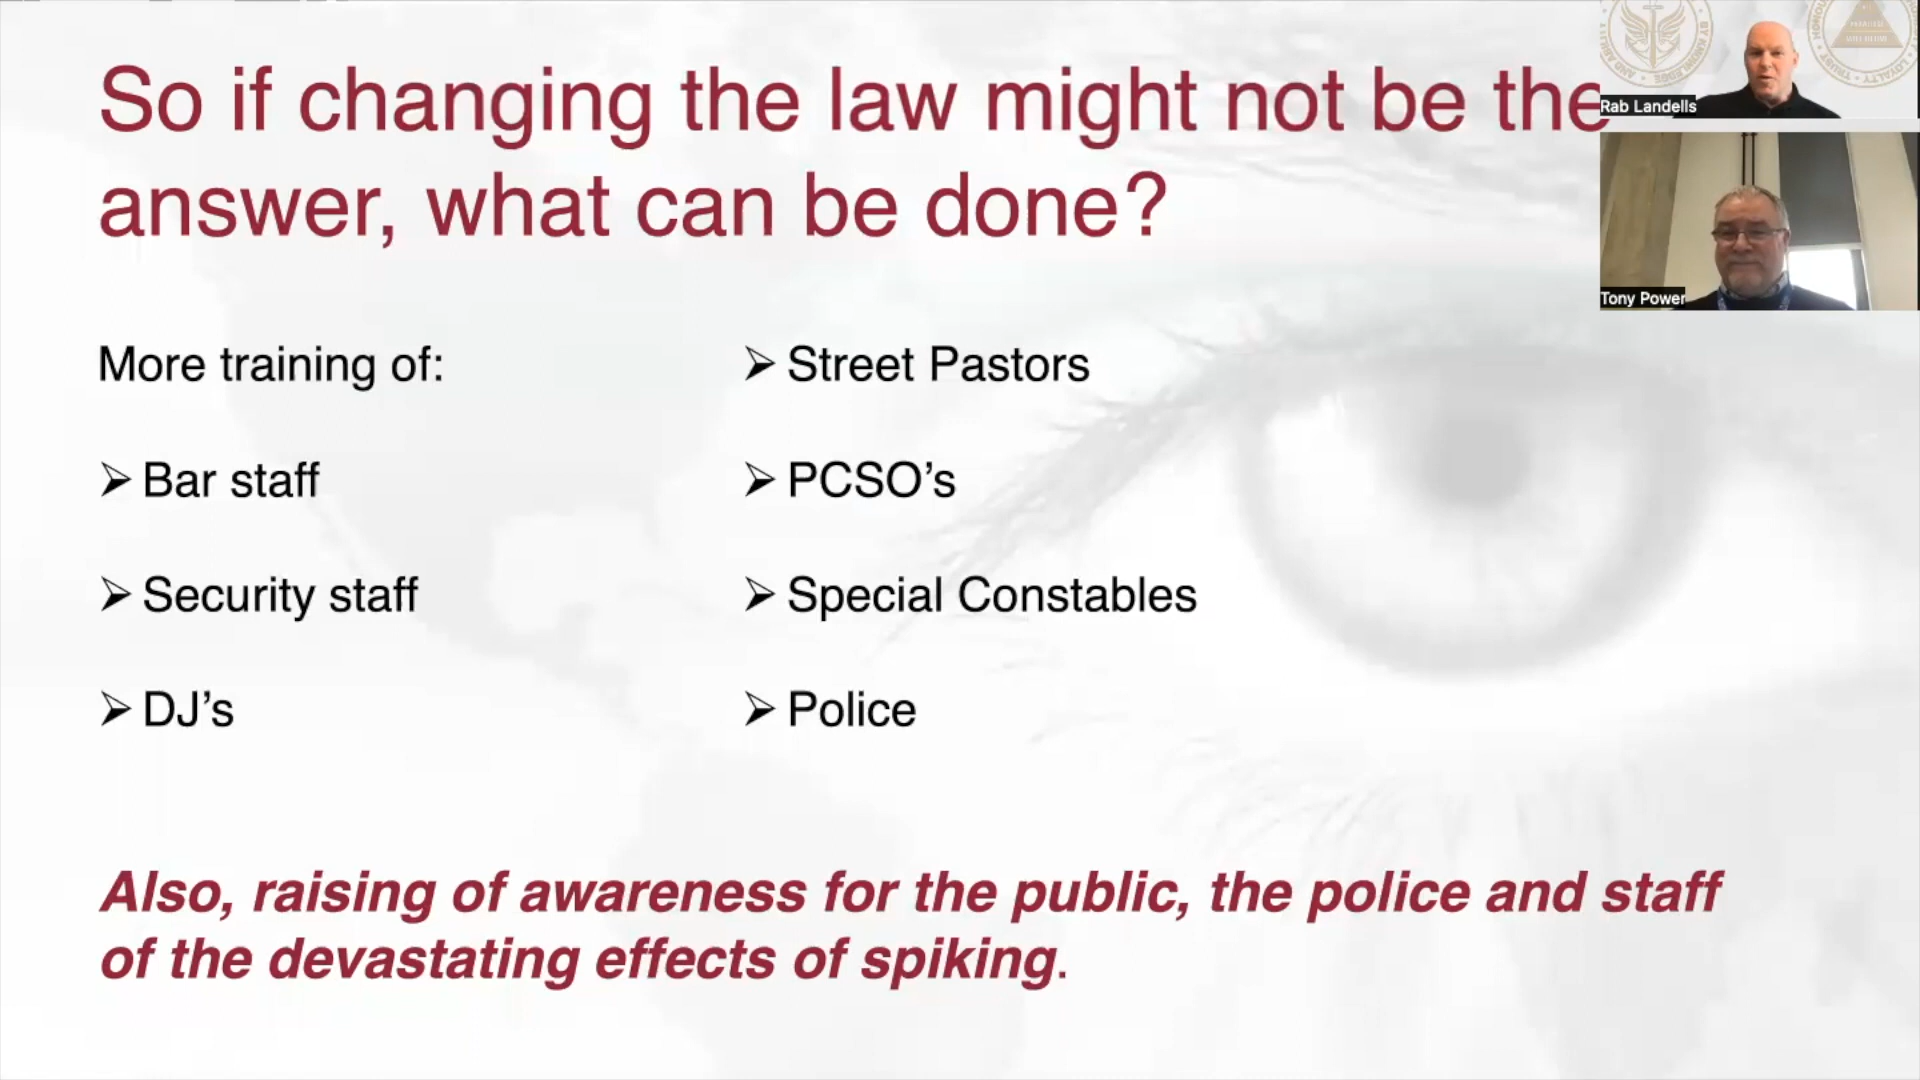 So if changing the law might not be the
answer, what can be done?
More training of:
➢ Bar staff
➢ Security staff
➢ DJ’s
➢ Street Pastors
➢ PCSO’s
➢ Special Constables
➢ Police
Also, raising of awareness for the public, the police and staff
of the devastating effects of spiking.
Rab Landells
Tony Power